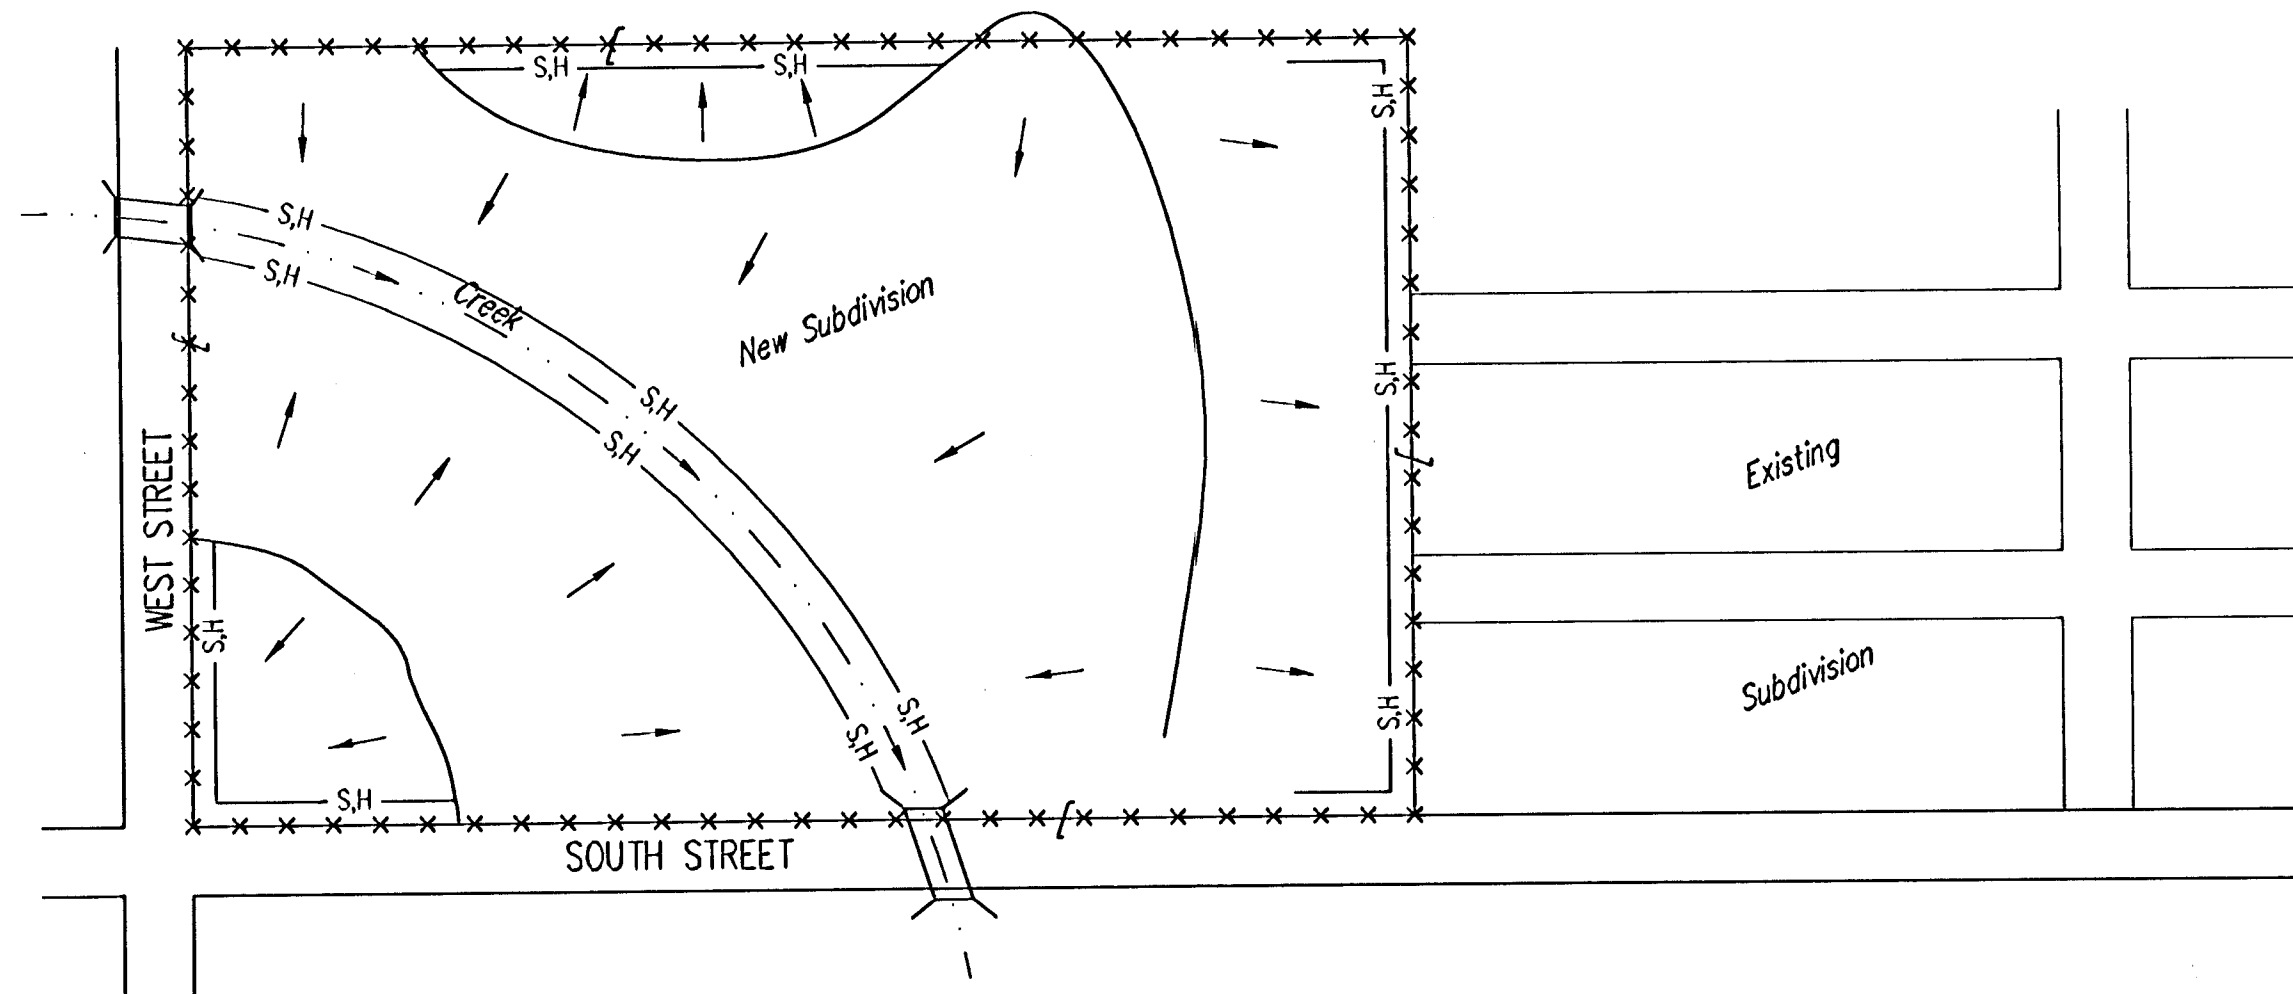 S,H
S,H
S,H
S,H
S,H
Creek
New Subdivision
S,H
S,H
S,H
Existing
WEST STREET
S,H
Subdivision
S,H
S,H
S,H
S,H
SOUTH STREET